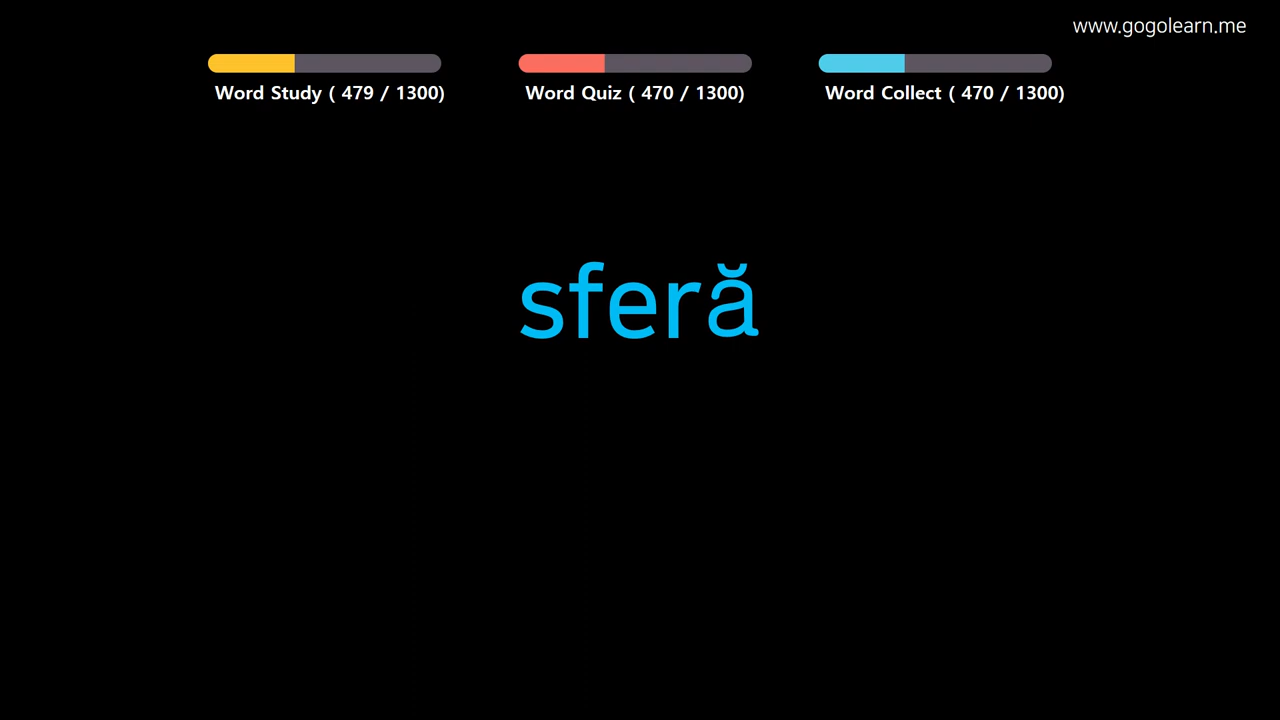 www.gogolearn.me
Word Study ( 479 / 1300)
Word Quiz ( 470 / 1300)
Word Collect ( 470 / 1300)
sferă